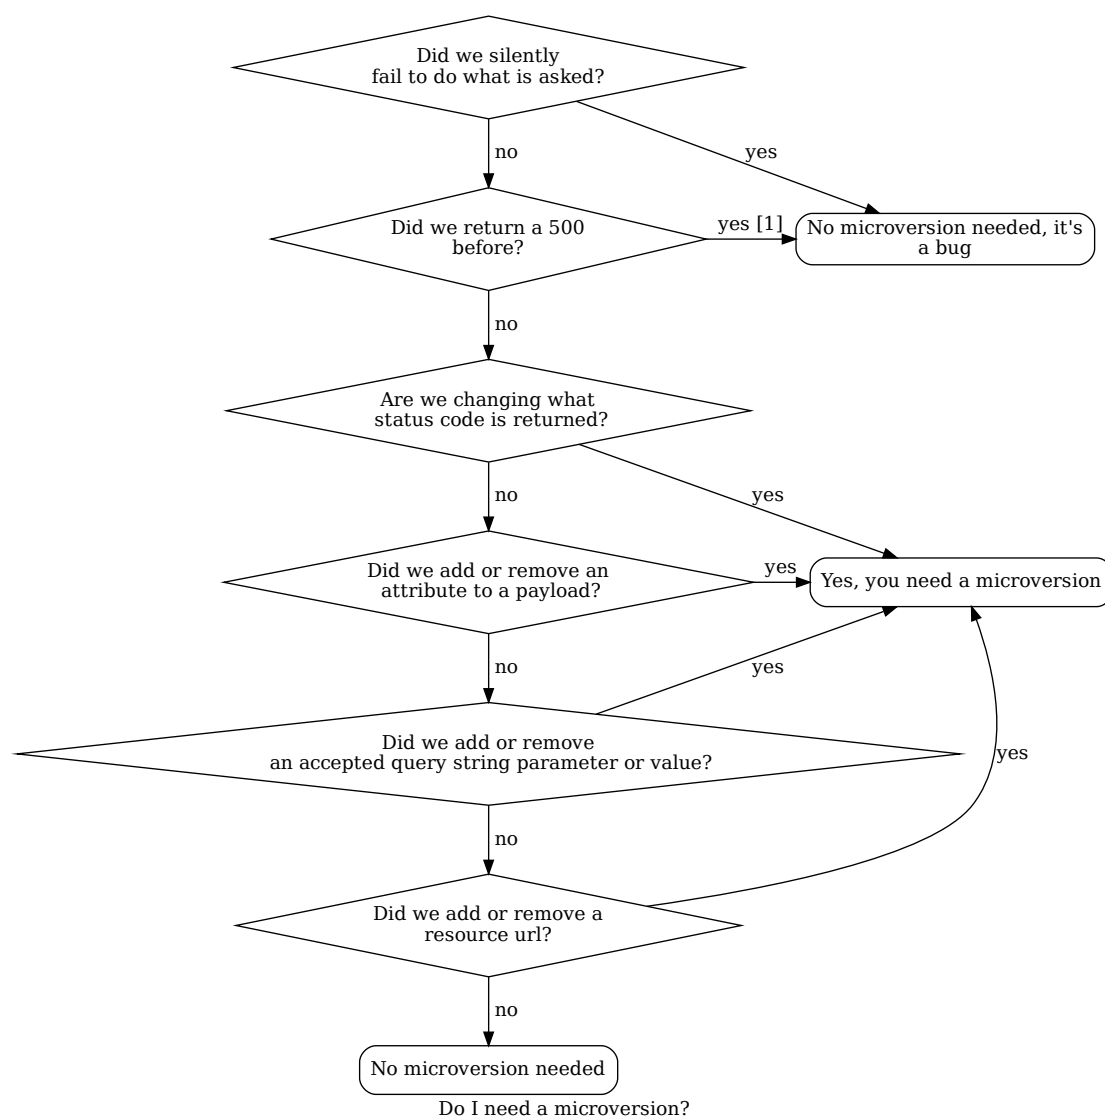 Did we silently
fail to do what is asked?
no
yes
Did we return a 500
before?
yes [1]
No microversion needed, it's
a bug
no
Are we changing what
status code is returned?
no
yes
Did we add or remove an
attribute to a payload?
yes
Yes, you need a microversion
no
yes
Did we add or remove
an accepted query string parameter or value?
yes
no
Did we add or remove a
resource url?
no
No microversion needed
Do I need a microversion?